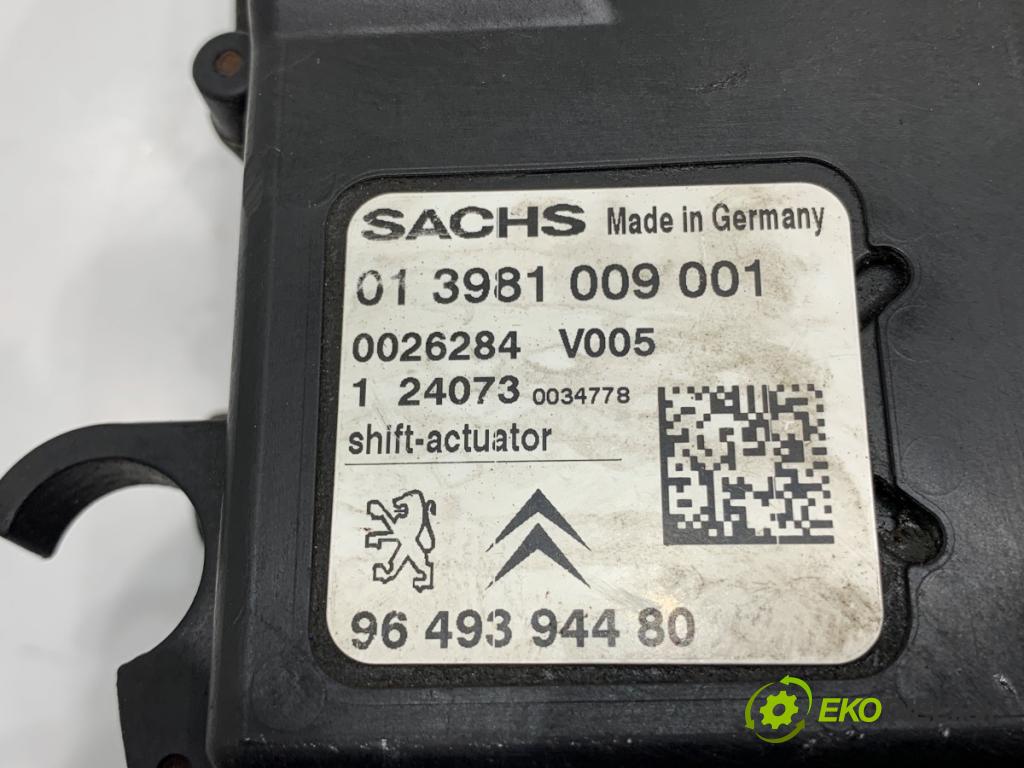 SACHS Made in Germany
01 3981 009 001
0026284 V005
1 24073 0034778
shift-actuator
96 493 944 80
EKO